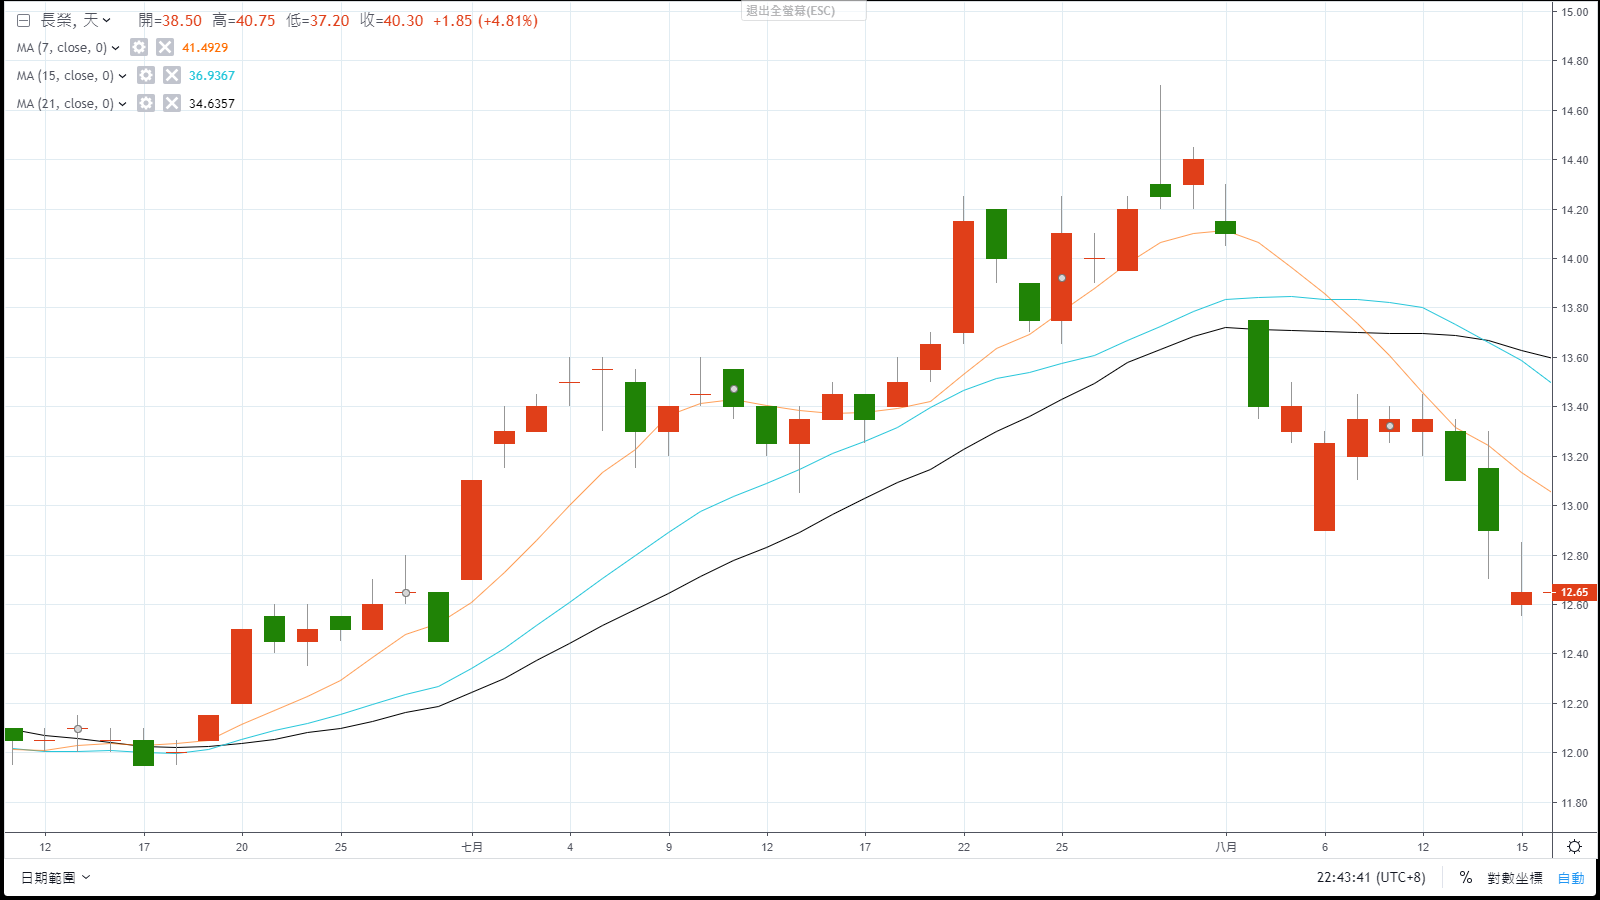 長榮, 天 開=38.50 高=40.75 低=37.20 收=40.30 +1.85 (+4.81%)
退出全螢幕(ESC)
MA (7, close, 0) 41.4929
MA (15, close, 0) 36.9367
MA (21, close, 0) 34.6357
15.00
14.80
14.60
14.40
14.20
14.00
13.80
13.60
13.40
13.20
13.00
12.80
12.65
12.60
12.40
12.20
12.00
11.80
12 17 20 25 七月 4 9 12 17 22 25 八月 6 12 15
日期範圍 22:43:41 (UTC+8) % 對數坐標 自動